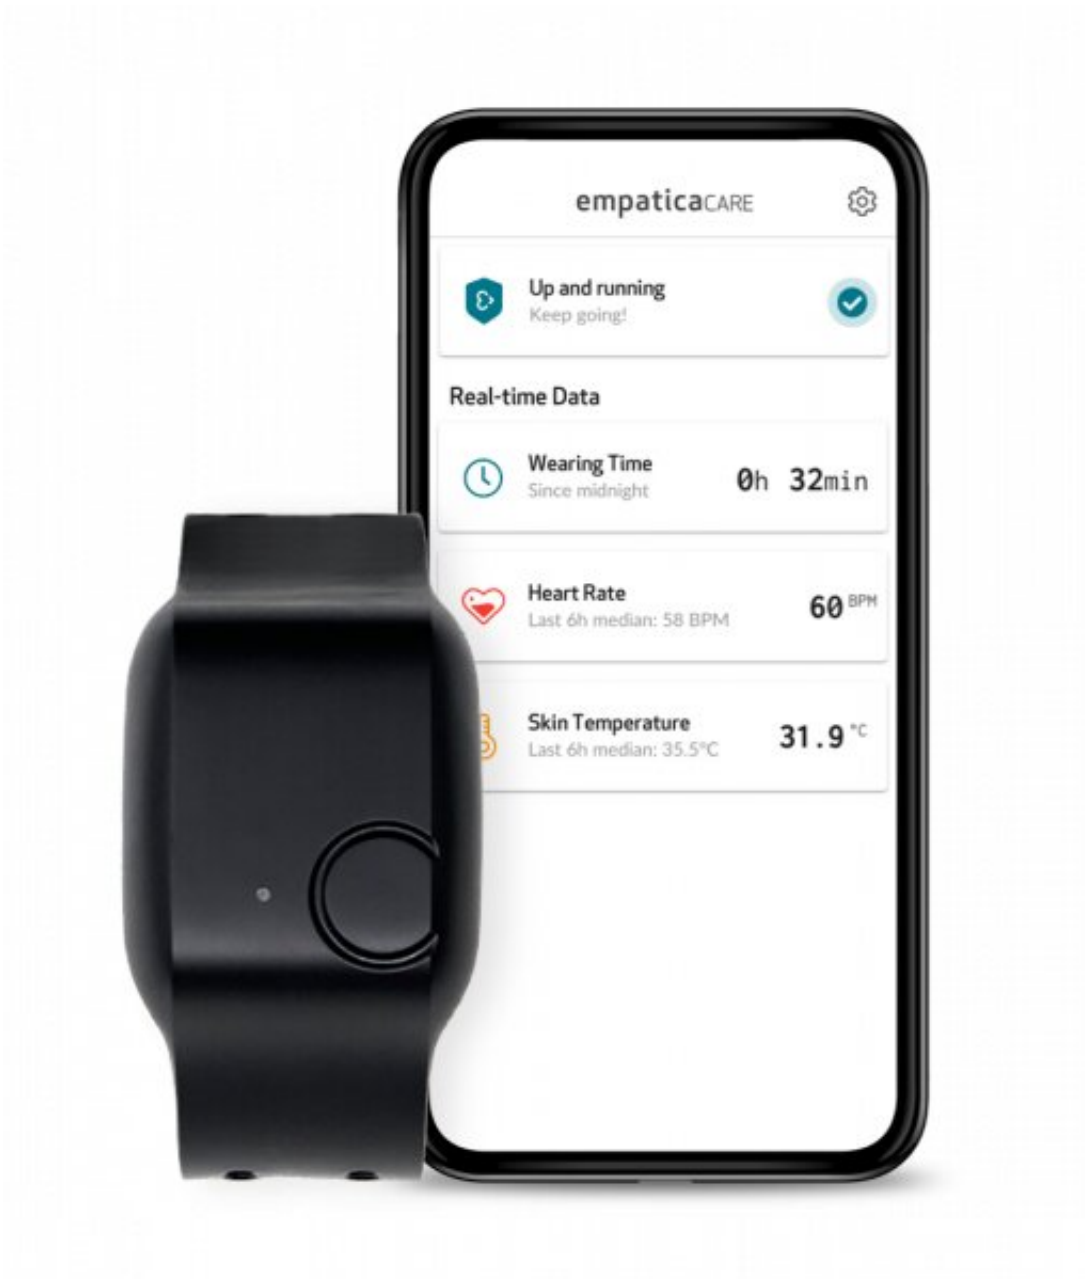 empaticaCARE
Up and running
Keep going!
Real-time Data
Wearing Time
Since midnight
0h 32min
Heart Rate
Last 6h median: 58 BPM
60 BPM
Skin Temperature
Last 6h median: 35.5°C
31.9 °C